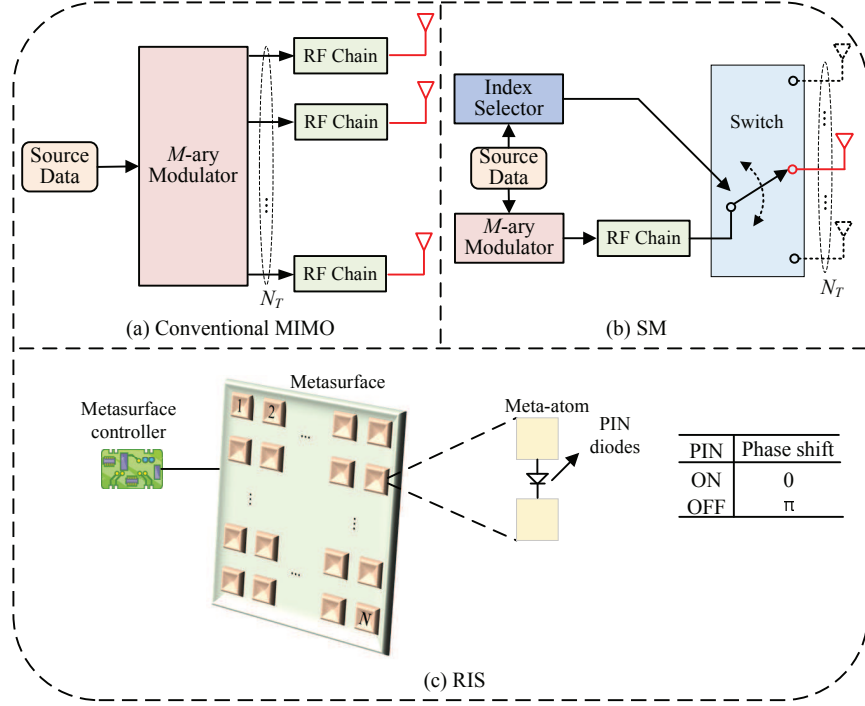 Source
Data
M-ary
Modulator
RF Chain
RF Chain
⋮
RF Chain
N_T
(a) Conventional MIMO
Index
Selector
Source
Data
M-ary
Modulator
RF Chain
Switch
⋮
⋮
N_T
(b) SM
Metasurface
controller
Metasurface
1 2 ...
⋮ ⋮
...
N
Meta-atom
PIN
diodes
PIN Phase shift
ON 0
OFF π
(c) RIS